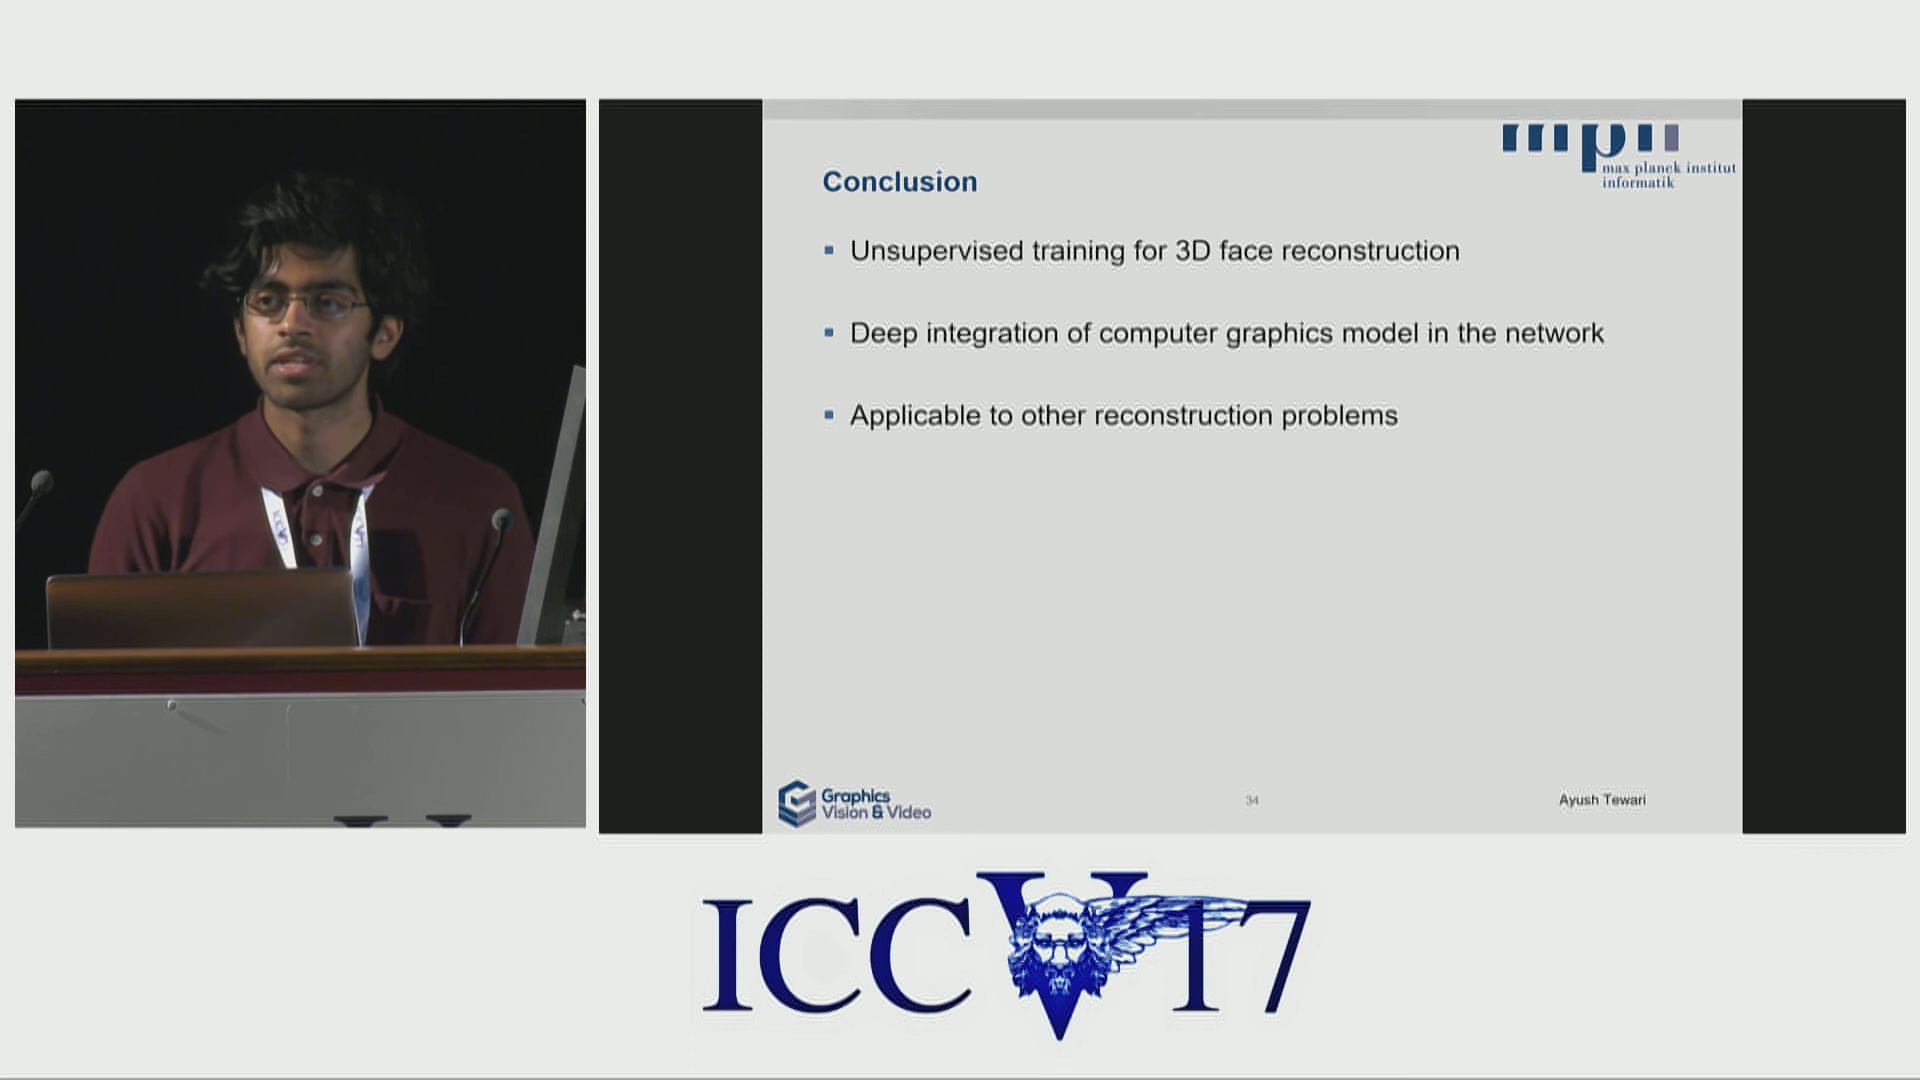 max planck institut
informatik
Conclusion
Unsupervised training for 3D face reconstruction
Deep integration of computer graphics model in the network
Applicable to other reconstruction problems
Graphics
Vision & Video
34
Ayush Tewari
ICCV17